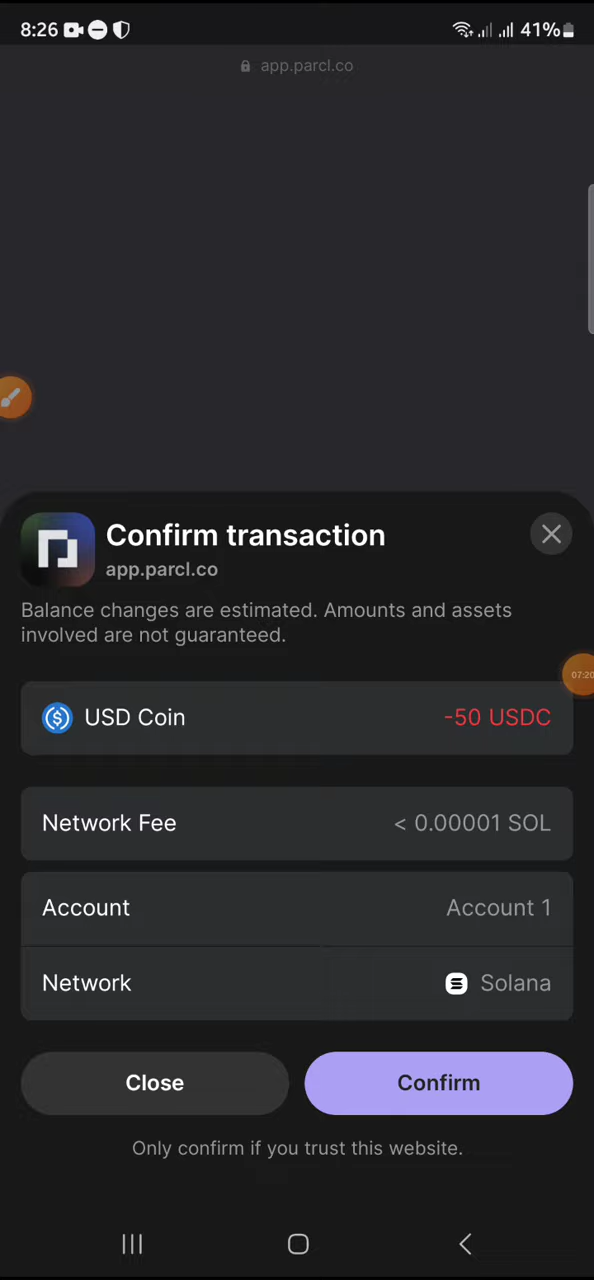 8:26 41%
app.parcl.co
Confirm transaction
app.parcl.co
Balance changes are estimated. Amounts and assets
involved are not guaranteed.
07:20
USD Coin -50 USDC
Network Fee < 0.00001 SOL
Account Account 1
Network Solana
Close Confirm
Only confirm if you trust this website.